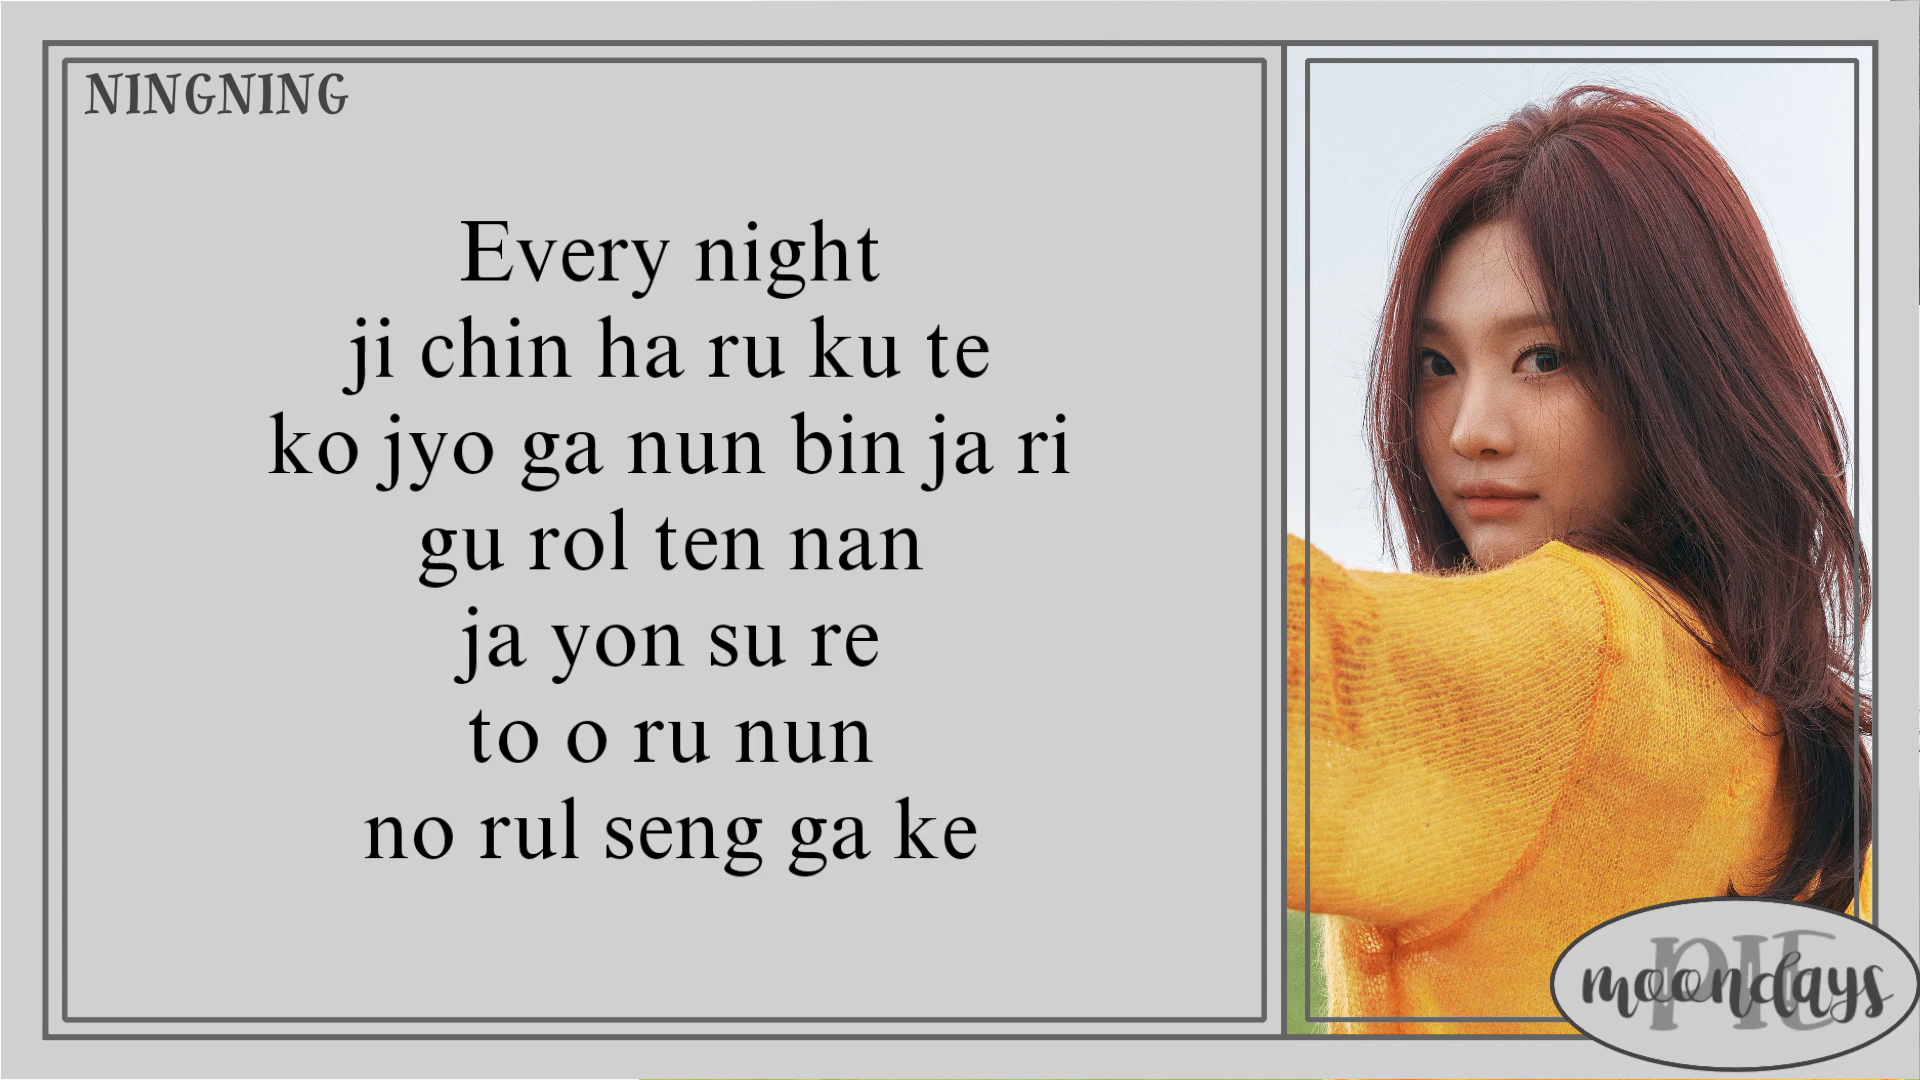 NINGNING
Every night
ji chin ha ru ku te
ko jyo ga nun bin ja ri
gu rol ten nan
ja yon su re
to o ru nun
no rul seng ga ke
moondays